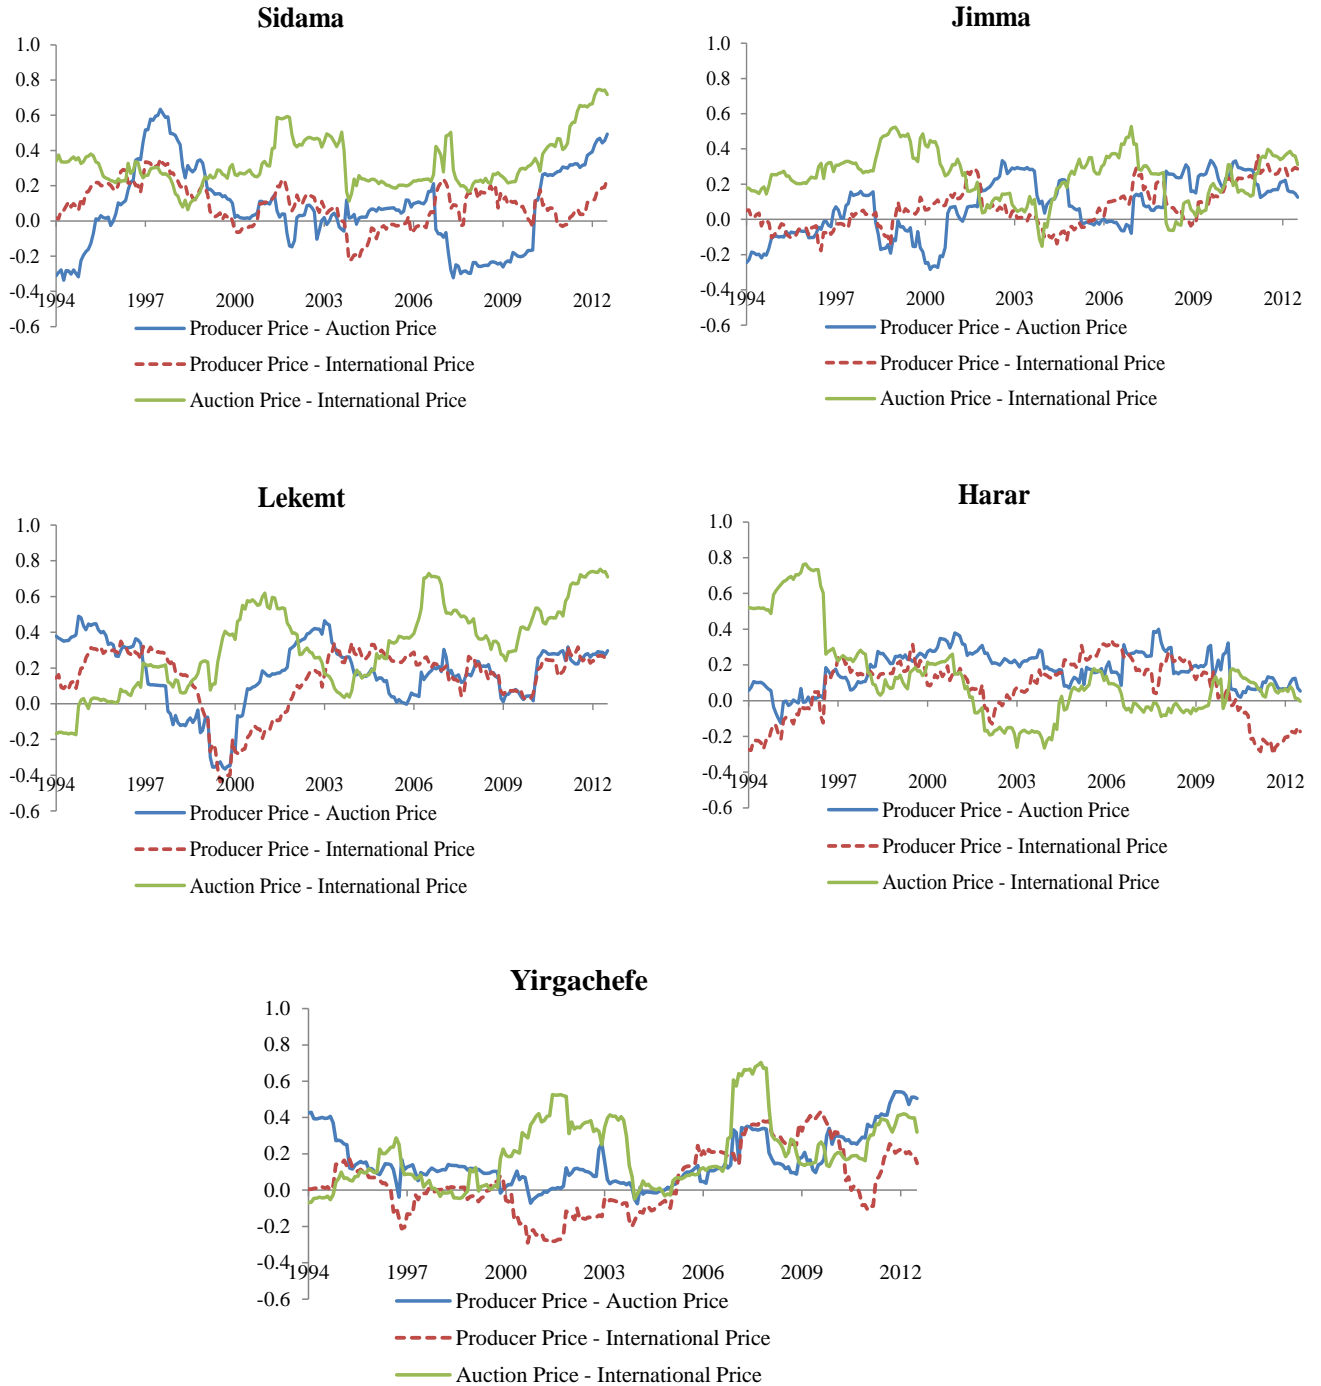 Sidama
1.0
0.8
0.6
0.4
0.2
0.0
-0.2
-0.4
-0.6
1994 1997 2000 2003 2006 2009 2012
Producer Price - Auction Price
Producer Price - International Price
Auction Price - International Price
Jimma
1.0
0.8
0.6
0.4
0.2
0.0
-0.2
-0.4
-0.6
1994 1997 2000 2003 2006 2009 2012
Producer Price - Auction Price
Producer Price - International Price
Auction Price - International Price
Lekemt
1.0
0.8
0.6
0.4
0.2
0.0
-0.2
-0.4
-0.6
1994 1997 2000 2003 2006 2009 2012
Producer Price - Auction Price
Producer Price - International Price
Auction Price - International Price
Harar
1.0
0.8
0.6
0.4
0.2
0.0
-0.2
-0.4
-0.6
1994 1997 2000 2003 2006 2009 2012
Producer Price - Auction Price
Producer Price - International Price
Auction Price - International Price
Yirgachefe
1.0
0.8
0.6
0.4
0.2
0.0
-0.2
-0.4
-0.6
1994 1997 2000 2003 2006 2009 2012
Producer Price - Auction Price
Producer Price - International Price
Auction Price - International Price